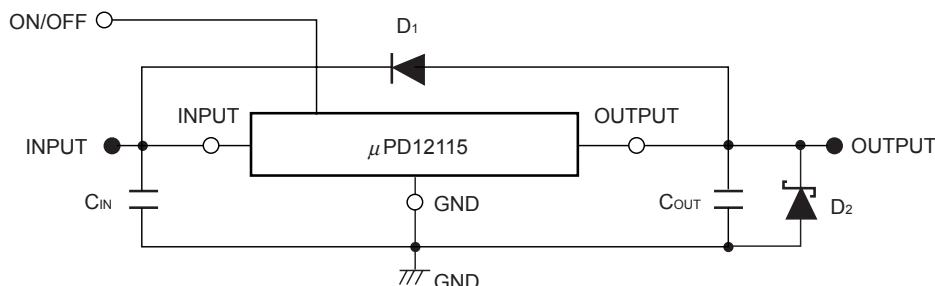 ON/OFF
D1
INPUT
INPUT
μPD12115
OUTPUT
OUTPUT
CIN
GND
COUT
D2
GND